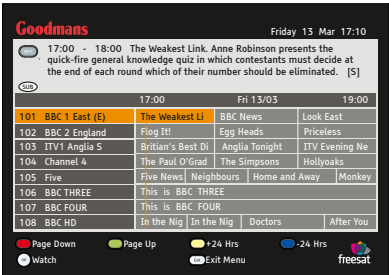 Goodmans
Friday 13 Mar 17:10
17:00 - 18:00 The Weakest Link. Anne Robinson presents the
quick-fire general knowledge quiz in which contestants must decide at
the end of each round which of their number should be eliminated. [S]
SUB
17:00 Fri 13/03 19:00
101 BBC 1 East (E) The Weakest Li BBC News Look East
102 BBC 2 England Flog It! Egg Heads Priceless
103 ITV1 Anglia S Britian's Best Di Anglia Tonight ITV Evening Ne
104 Channel 4 The Paul O'Grad The Simpsons Hollyoaks
105 Five Five News Neighbours Home and Away Monkey
106 BBC THREE This is BBC THREE
107 BBC FOUR This is BBC FOUR
108 BBC HD In the Nig In the Nig Doctors After You
Page Down Page Up +24 Hrs -24 Hrs
Watch Exit Menu
freesat